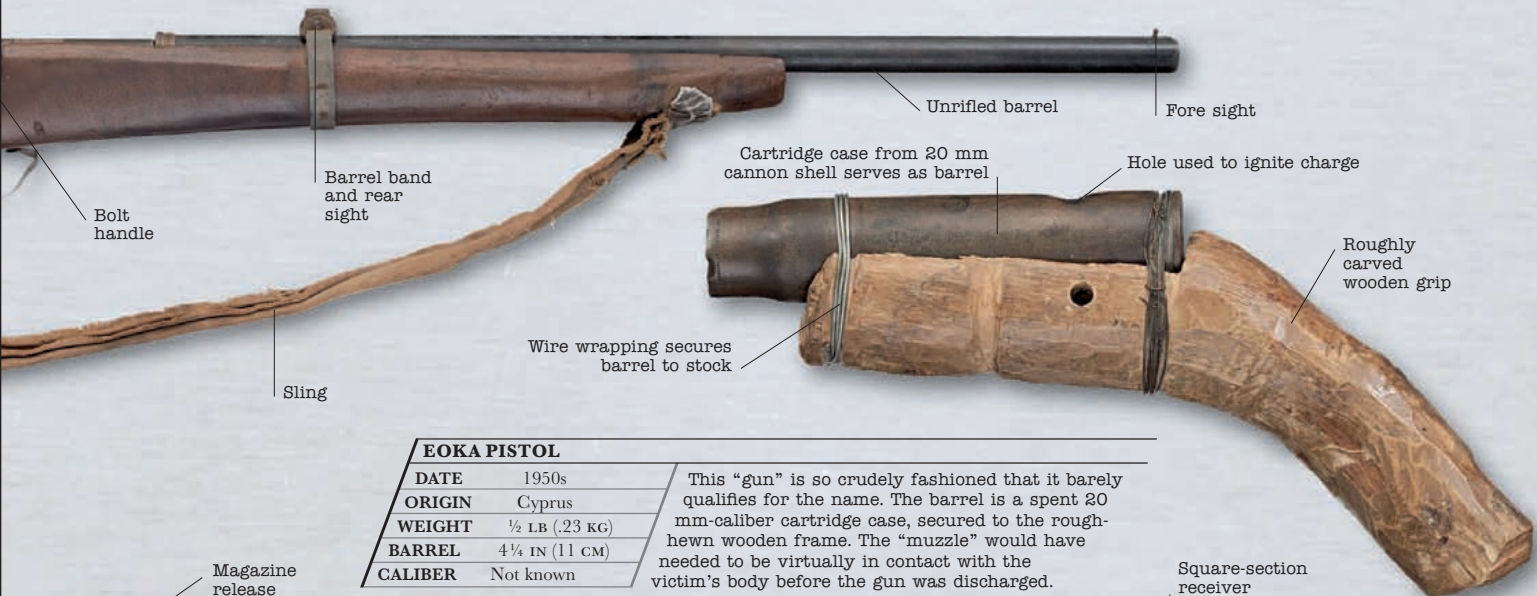 Unrifled barrel
Fore sight
Barrel band
and rear
sight
Bolt
handle
Sling
Cartridge case from 20 mm
cannon shell serves as barrel
Hole used to ignite charge
Roughly
carved
wooden grip
Wire wrapping secures
barrel to stock
EOKA PISTOL
DATE 1950s
ORIGIN Cyprus
WEIGHT ½ LB (.23 KG)
BARREL 4¼ IN (11 CM)
CALIBER Not known
This “gun” is so crudely fashioned that it barely
qualifies for the name. The barrel is a spent 20
mm-caliber cartridge case, secured to the rough-
hewn wooden frame. The “muzzle” would have
needed to be virtually in contact with the
victim’s body before the gun was discharged.
Magazine
release
Square-section
receiver